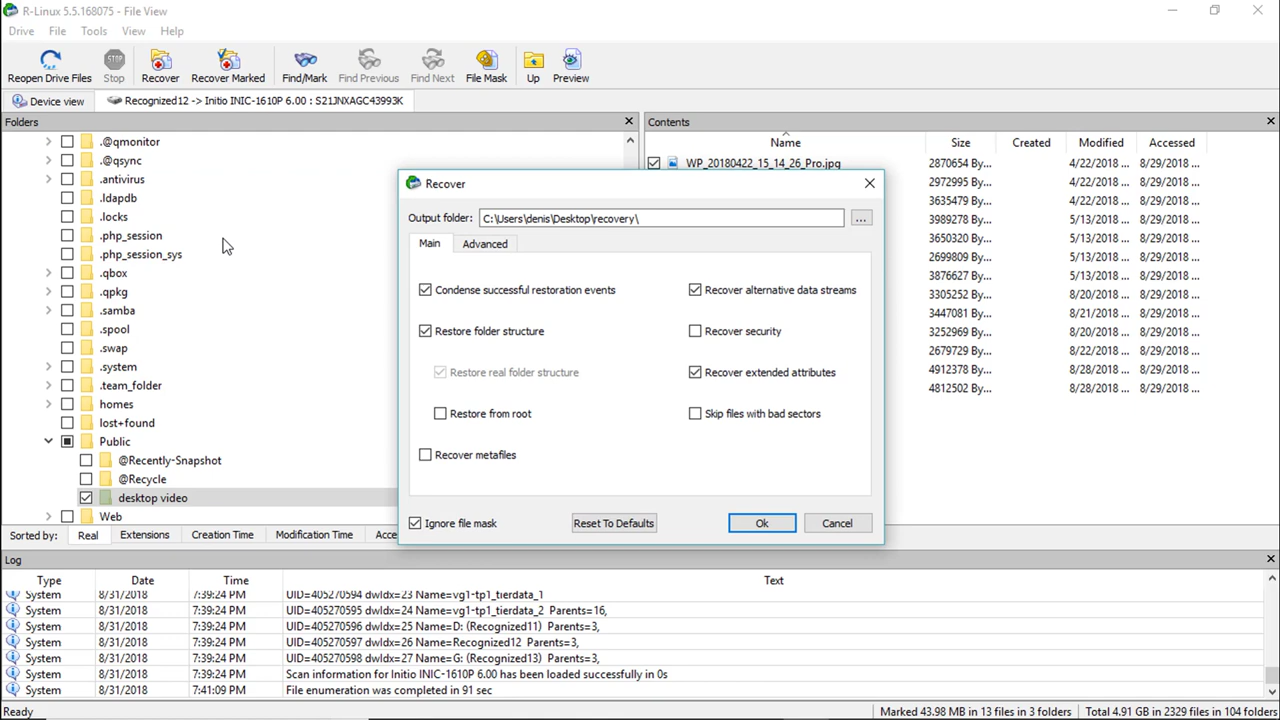 R-Linux 5.5.168075 - File View
Drive File Tools View Help
Reopen Drive Files Stop Recover Recover Marked Find/Mark Find Previous Find Next File Mask Up Preview
Device view Recognized12 -> Initio INIC-1610P 6.00 : S21JNXAGC43993K
Folders
.@qmonitor
.@qsync
.antivirus
.ldapdb
.locks
.php_session
.php_session_sys
.qbox
.qpkg
.samba
.spool
.swap
.system
.team_folder
homes
lost+found
Public
@Recently-Snapshot
@Recycle
desktop video
Web
Sorted by: Real Extensions Creation Time Modification Time Acce
Contents
Name Size Created Modified Accessed
WP_20180422_15_14_26_Pro.jpg 2870654 By... 4/22/2018 ... 8/29/2018 ...
2972995 By... 4/22/2018 ... 8/29/2018 ...
3635479 By... 4/22/2018 ... 8/29/2018 ...
3989278 By... 5/13/2018 ... 8/29/2018 ...
3650320 By... 5/13/2018 ... 8/29/2018 ...
2699809 By... 5/13/2018 ... 8/29/2018 ...
3876627 By... 5/13/2018 ... 8/29/2018 ...
3305252 By... 8/20/2018 ... 8/29/2018 ...
3447081 By... 8/21/2018 ... 8/29/2018 ...
3252969 By... 8/20/2018 ... 8/29/2018 ...
2679729 By... 8/22/2018 ... 8/29/2018 ...
4912378 By... 8/28/2018 ... 8/29/2018 ...
4812502 By... 8/28/2018 ... 8/29/2018 ...
Recover
Output folder: C:\Users\denis\Desktop\recovery\ ...
Main Advanced
Condense successful restoration events Recover alternative data streams
Restore folder structure Recover security
Restore real folder structure Recover extended attributes
Restore from root Skip files with bad sectors
Recover metafiles
Ignore file mask Reset To Defaults Ok Cancel
Log
Type Date Time Text
System 8/31/2018 7:39:24 PM UID=405270594 dwIdx=23 Name=vg1-tp1_tierdata_1
System 8/31/2018 7:39:24 PM UID=405270595 dwIdx=24 Name=vg1-tp1_tierdata_2 Parents=16,
System 8/31/2018 7:39:24 PM UID=405270596 dwIdx=25 Name=D: (Recognized11) Parents=3,
System 8/31/2018 7:39:24 PM UID=405270597 dwIdx=26 Name=Recognized12 Parents=3,
System 8/31/2018 7:39:24 PM UID=405270598 dwIdx=27 Name=G: (Recognized13) Parents=3,
System 8/31/2018 7:39:24 PM Scan information for Initio INIC-1610P 6.00 has been loaded successfully in 0s
System 8/31/2018 7:41:09 PM File enumeration was completed in 91 sec
Ready Marked 43.98 MB in 13 files in 3 folders Total 4.91 GB in 2329 files in 104 folders